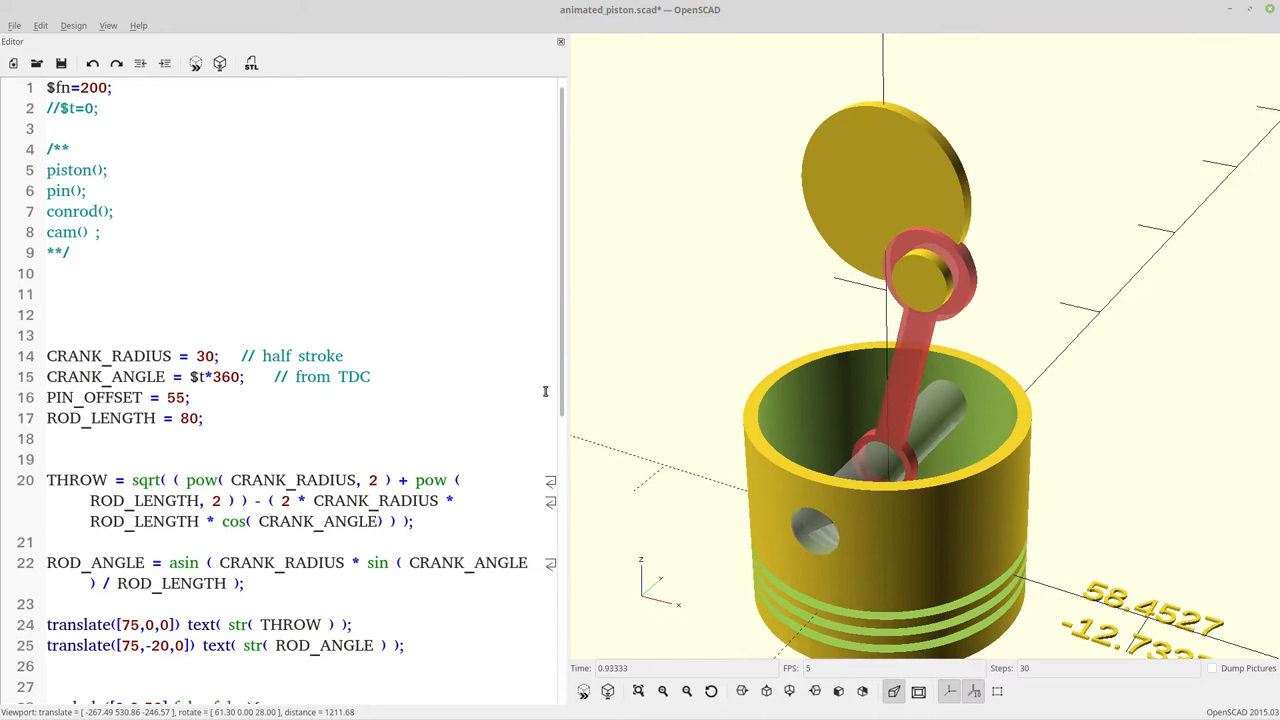 animated_piston.scad* — OpenSCAD
File Edit Design View Help
Editor
STL
1 $fn=200;
2 //$t=0;
3
4 /**
5 piston();
6 pin();
7 conrod();
8 cam() ;
9 **/
10
11
12
13
14 CRANK_RADIUS = 30; // half stroke
15 CRANK_ANGLE = $t*360; // from TDC
16 PIN_OFFSET = 55;
17 ROD_LENGTH = 80;
18
19
20 THROW = sqrt( ( pow( CRANK_RADIUS, 2 ) + pow (
ROD_LENGTH, 2 ) ) - ( 2 * CRANK_RADIUS *
ROD_LENGTH * cos( CRANK_ANGLE) ) );
21
22 ROD_ANGLE = asin ( CRANK_RADIUS * sin ( CRANK_ANGLE
) / ROD_LENGTH );
23
24 translate([75,0,0]) text( str( THROW ) );
25 translate([75,-20,0]) text( str( ROD_ANGLE ) );
26
27
58.4527
z
y
x
Time: 0.93333 FPS: 5 Steps: 30 Dump Pictures
Viewport: translate = [ -267.49 530.86 -246.57 ], rotate = [ 61.30 0.00 28.00 ], distance = 1211.68
OpenSCAD 2015.03